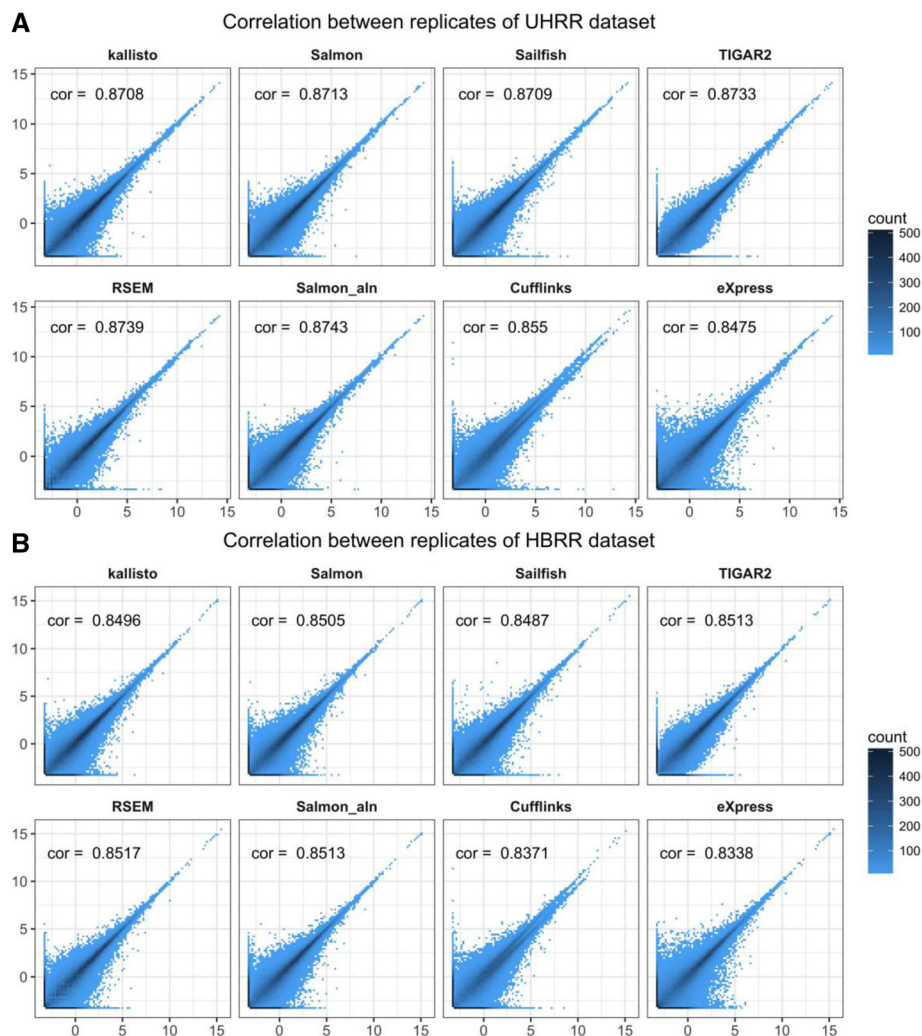 A
Correlation between replicates of UHRR dataset
kallisto Salmon Sailfish TIGAR2
15
cor = 0.8708 cor = 0.8713 cor = 0.8709 cor = 0.8733
10
5
0
count
500
400
300
200
100
RSEM Salmon_aln Cufflinks eXpress
15
cor = 0.8739 cor = 0.8743 cor = 0.855 cor = 0.8475
10
5
0
0 5 10 15 0 5 10 15 0 5 10 15 0 5 10 15
B
Correlation between replicates of HBRR dataset
kallisto Salmon Sailfish TIGAR2
15
cor = 0.8496 cor = 0.8505 cor = 0.8487 cor = 0.8513
10
5
0
count
500
400
300
200
100
RSEM Salmon_aln Cufflinks eXpress
15
cor = 0.8517 cor = 0.8513 cor = 0.8371 cor = 0.8338
10
5
0
0 5 10 15 0 5 10 15 0 5 10 15 0 5 10 15